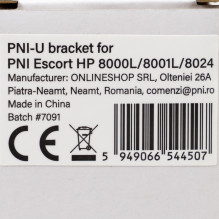 PNI-U bracket for
PNI Escort HP 8000L/8001L/8024
Manufacturer: ONLINESHOP SRL, Olteniei 26A
Piatra-Neamt, Neamt, Romania, comenzi@pni.ro
Made in China
Batch #7091
CE
5 949066 544507